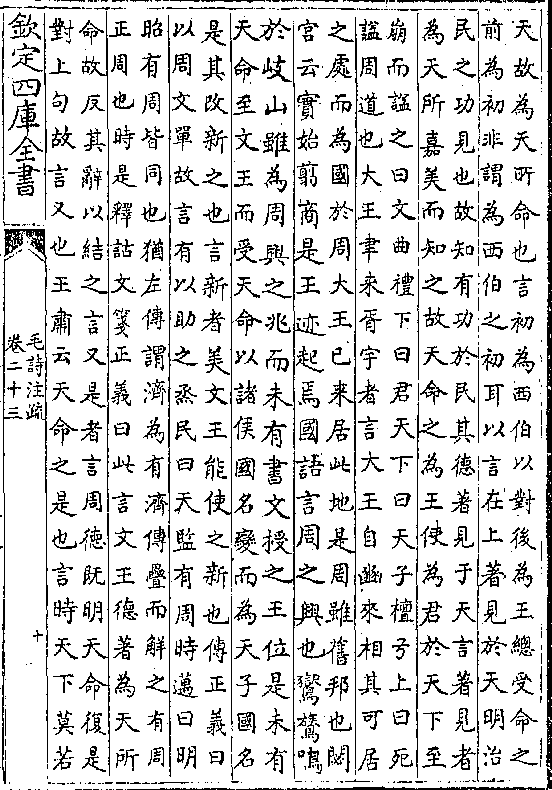 天故為天所命也言初為西伯以對後為王總受命之
前為初非謂為西伯之初耳以言在上著見於天明治
民之功見也故知有功於民其德著見于天言著見者
為天所嘉美而知之故天命之為王使為君於天下至
崩而諡之曰文曲禮下曰君天下曰天子檀弓上曰死
諡周道也大王聿來胥宇者言大王自豳來相其可居
之處而為國於周大王已來居此地是周雖舊邦也閟
宫云實始翦商是王迹起焉國語言周之興也鸑鷟鳴
於岐山雖為周興之兆而未有書文授之王位是未有
天命至文王而受天命以諸侯國名變而為天子國名
是其改新之也言新者美文王能使之新也傳正義曰
以周文單故言有以助之烝民曰天監有周時邁曰明
昭有周皆同也猶左傳謂濟為有濟傳疊而解之有周
正周也時是釋詁文箋正義曰此言文王德著為天所
命故反其辭以結之言又是者言周德既明天命復是
對上句故言又也王肅云天命之是也言時天下莫若
欽定四庫全書
毛詩注疏
卷二十三
十